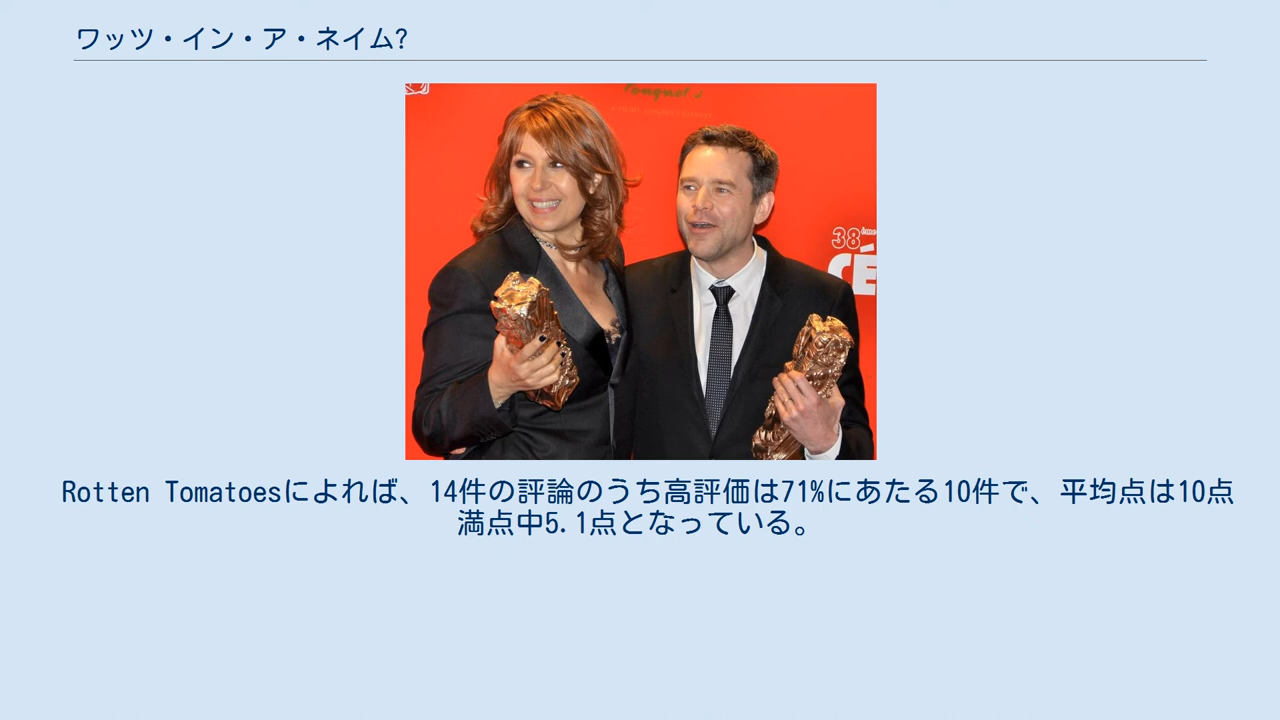 ワッツ・イン・ア・ネイム?
38ème
CÉ
Rotten Tomatoesによれば、14件の評論のうち高評価は71%にあたる10件で、平均点は10点
満点中5.1点となっている。